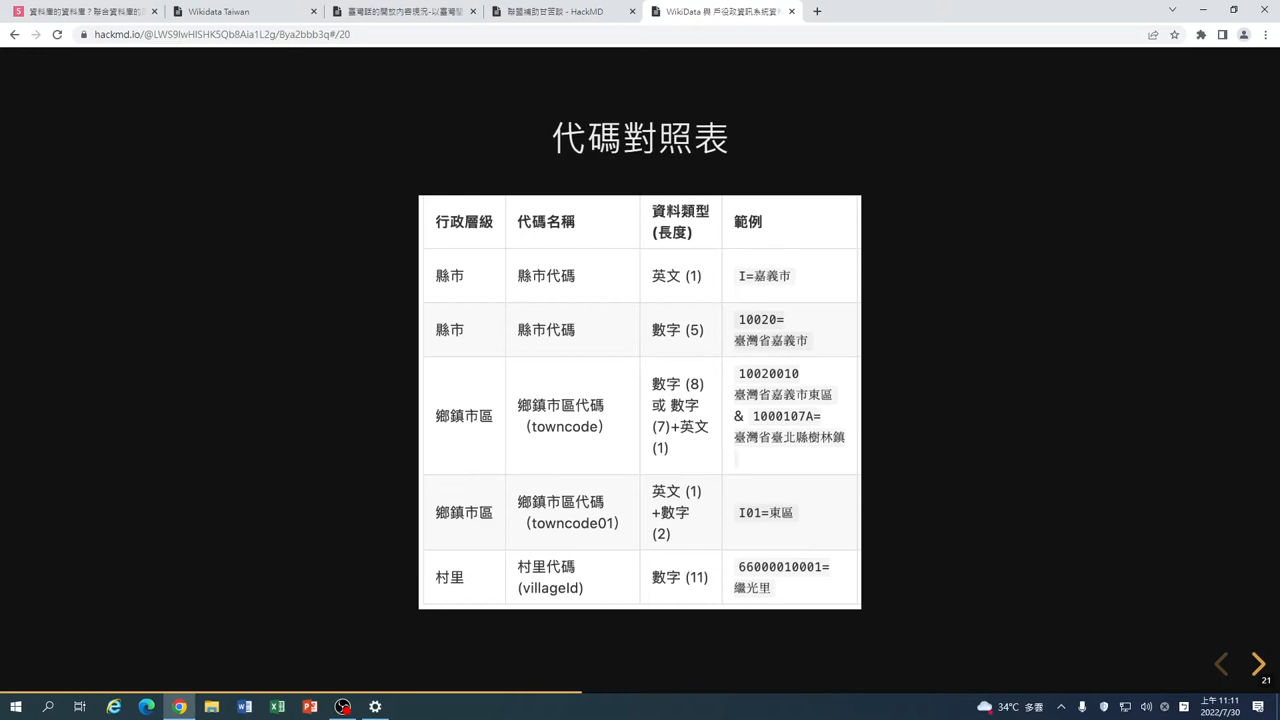 資料庫的資料庫？聯合資料庫的
Wikidata Taiwan
臺灣話的開放內容現況-以臺灣
聯盟補助甘苦談 - HackMD
WikiData 與 戶役政資訊系統資
hackmd.io/@LWS9IwHlSHK5Qb8Aia1L2g/Bya2bbb3q#/20
代碼對照表
行政層級 代碼名稱 資料類型 範例
(長度)
縣市 縣市代碼 英文 (1) I=嘉義市
縣市 縣市代碼 數字 (5) 10020=
臺灣省嘉義市
鄉鎮市區 鄉鎮市區代碼 數字 (8) 10020010
（towncode） 或 數字 臺灣省嘉義市東區
(7)+英文 & 1000107A=
(1) 臺灣省臺北縣樹林鎮
鄉鎮市區 鄉鎮市區代碼 英文 (1) I01=東區
（towncode01） +數字
(2)
村里 村里代碼 數字 (11) 66000010001=
(villageId) 繼光里
21
34°C 多雲
上午 11:11
2022/7/30